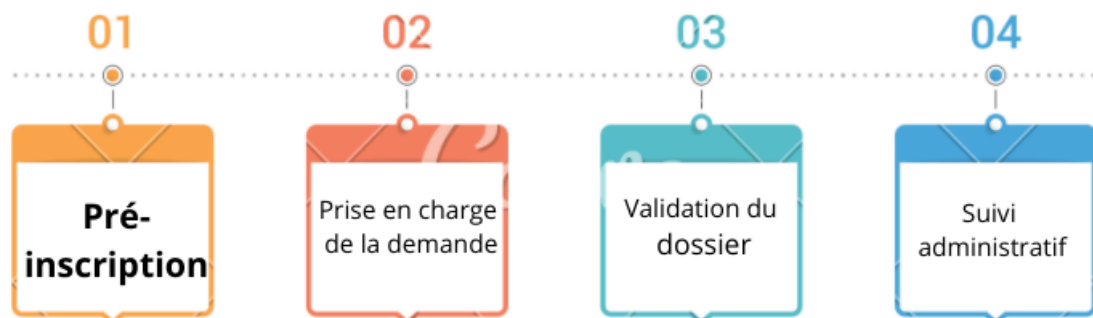 01
02
03
04
Pré-
inscription
Prise en charge
de la demande
Validation du
dossier
Suivi
administratif